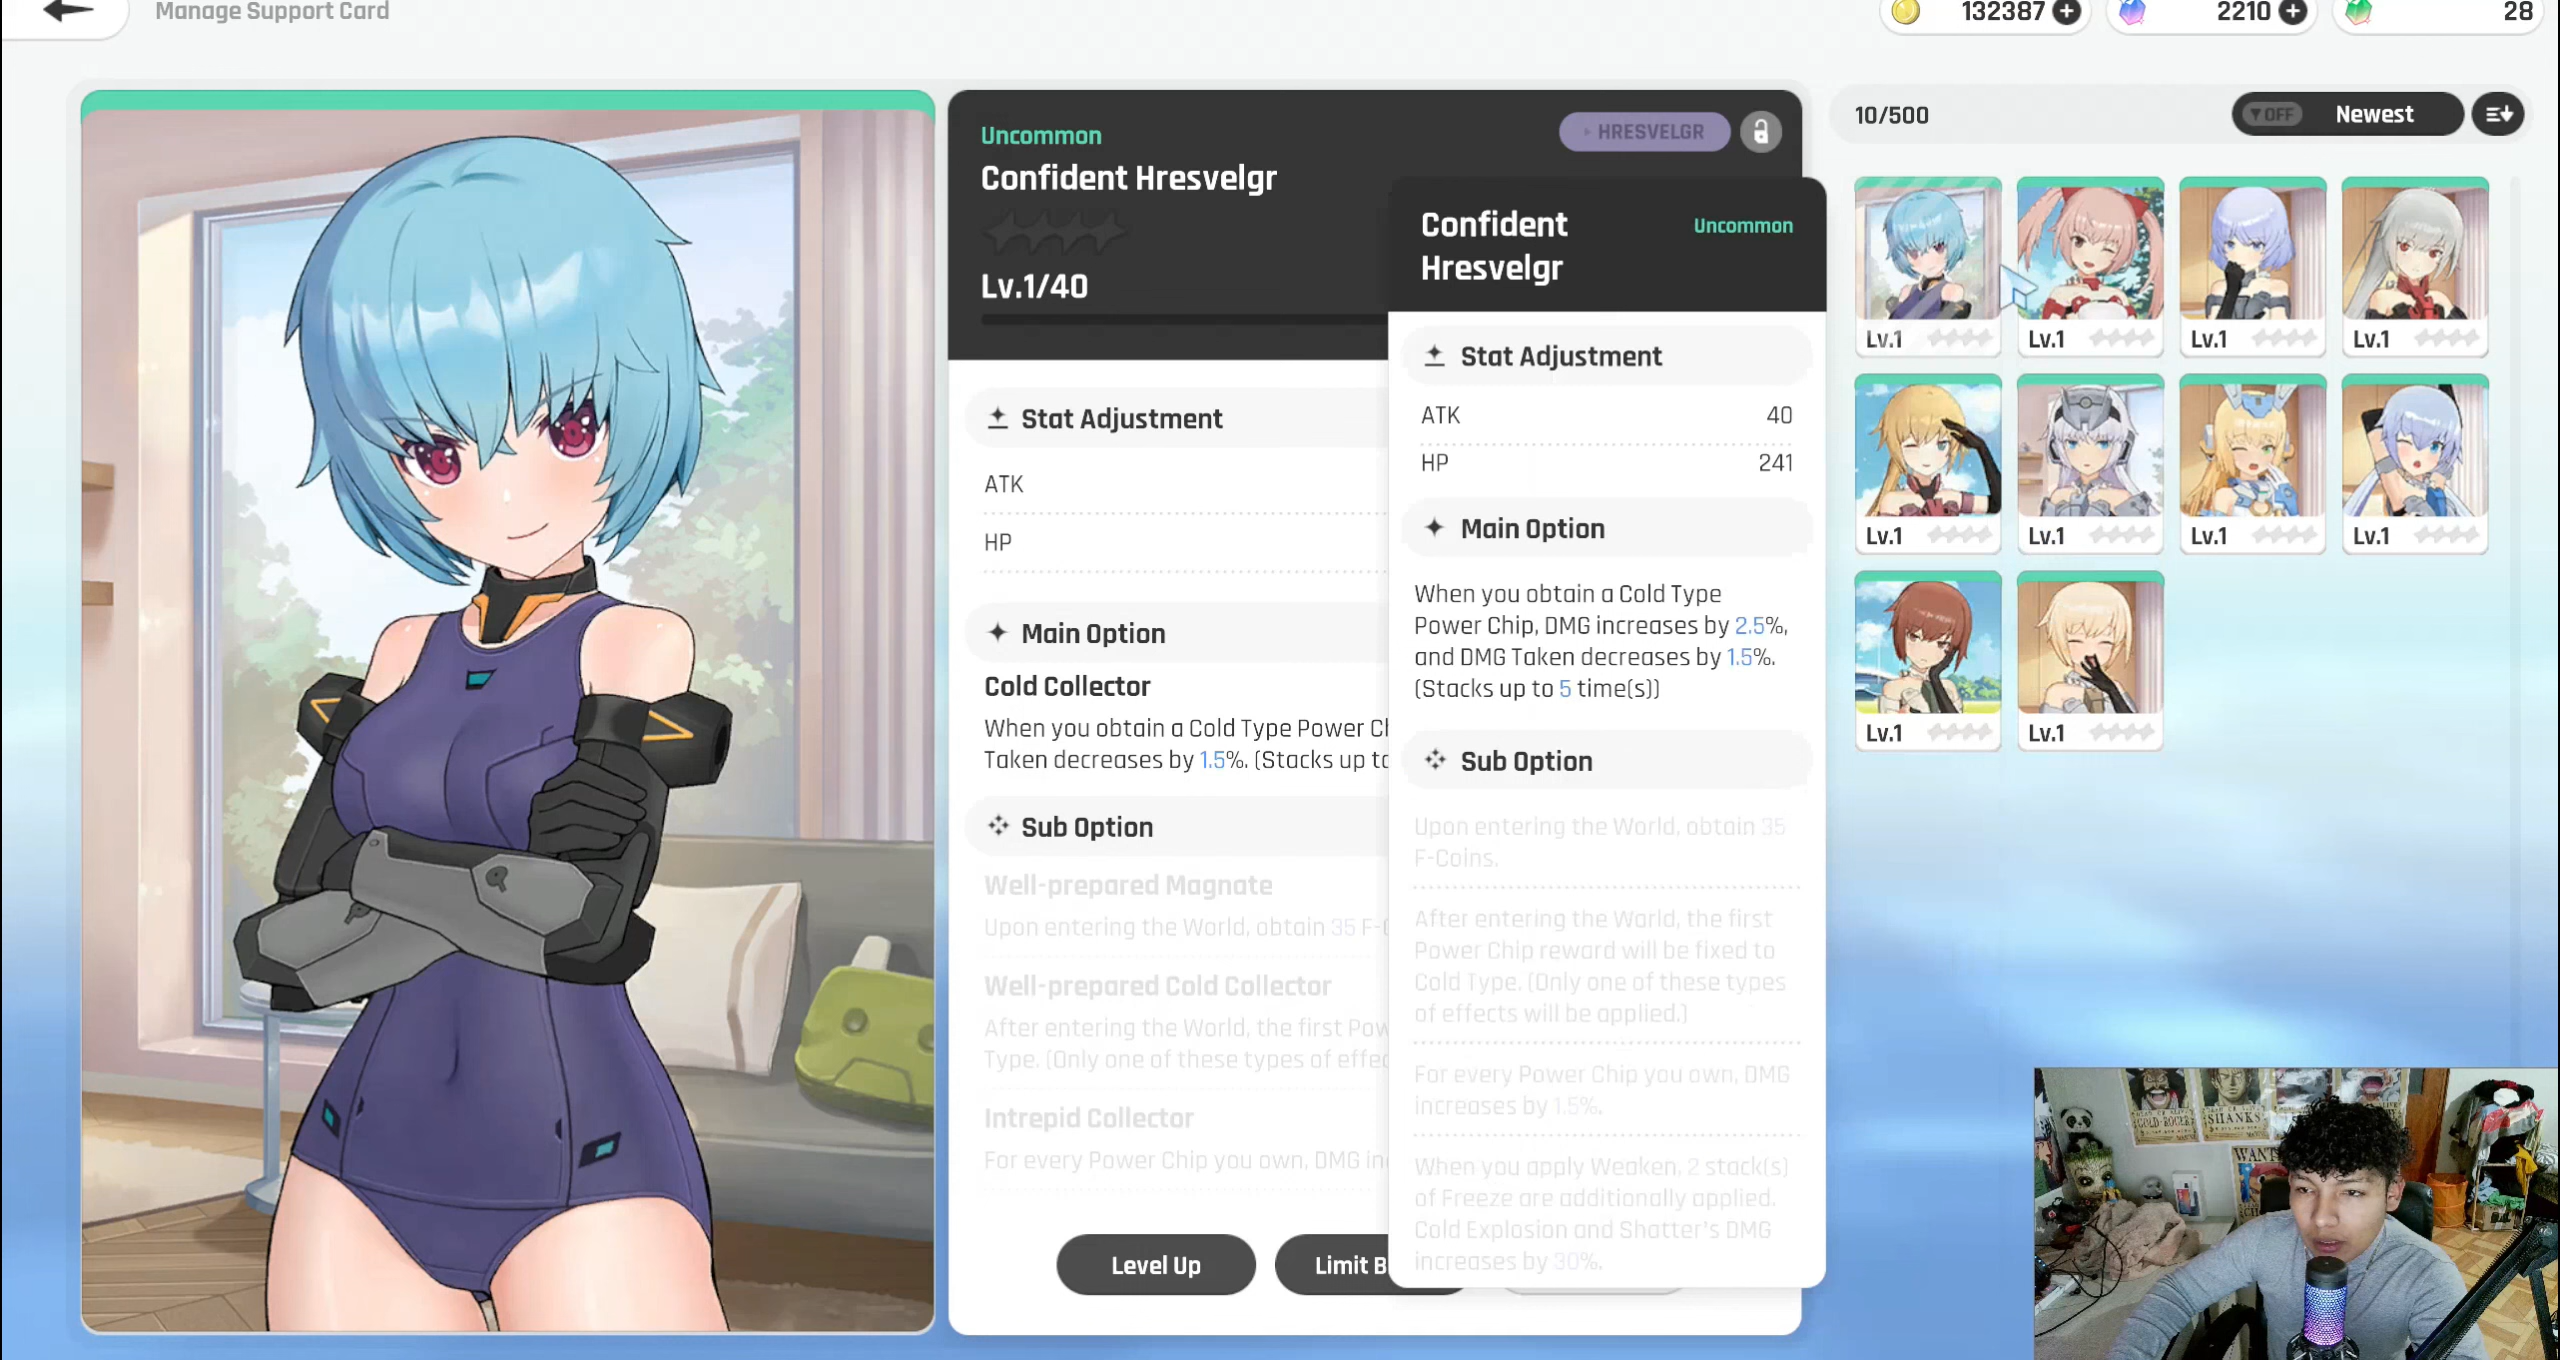 Manage Support Card
132387
2210
28
Uncommon
Confident Hresvelgr
HRESVELGR
Lv.1/40
Stat Adjustment
ATK
HP
Main Option
Cold Collector
When you obtain a Cold Type Power Ch
Taken decreases by 1.5%. (Stacks up to
Sub Option
Well-prepared Magnate
Upon entering the World, obtain 35 F-C
Well-prepared Cold Collector
After entering the World, the first Pow
Type. (Only one of these types of effec
Intrepid Collector
For every Power Chip you own, DMG inc
Level Up
Limit B
Confident
Hresvelgr
Uncommon
Stat Adjustment
ATK 40
HP 241
Main Option
When you obtain a Cold Type
Power Chip, DMG increases by 2.5%,
and DMG Taken decreases by 1.5%.
(Stacks up to 5 time(s))
Sub Option
Upon entering the World, obtain 35
F-Coins.
After entering the World, the first
Power Chip reward will be fixed to
Cold Type. (Only one of these types
of effects will be applied.)
For every Power Chip you own, DMG
increases by 1.5%.
When you apply Weaken, 2 stack(s)
of Freeze are additionally applied.
Cold Explosion and Shatter's DMG
increases by 30%.
10/500
OFF
Newest
Lv.1
Lv.1
Lv.1
Lv.1
Lv.1
Lv.1
Lv.1
Lv.1
Lv.1
Lv.1
GOLD·ROGER
SHANKS
WANT